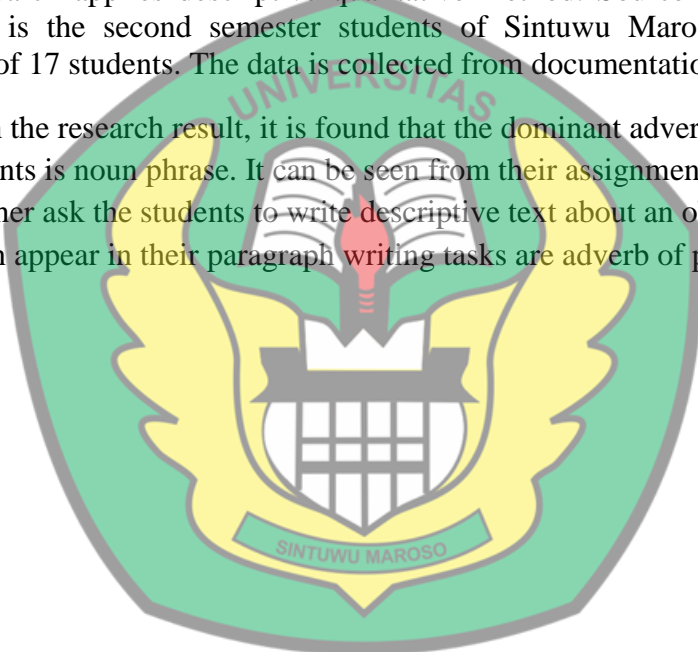 is the second semester students of Sintuwu Maro
of 17 students. The data is collected from documentatio
UNIVERSITAS
the research result, it is found that the dominant adver
nts is noun phrase. It can be seen from their assignmen
her ask the students to write descriptive text about an o
appear in their paragraph writing tasks are adverb of p
SINTUWU MAROSO